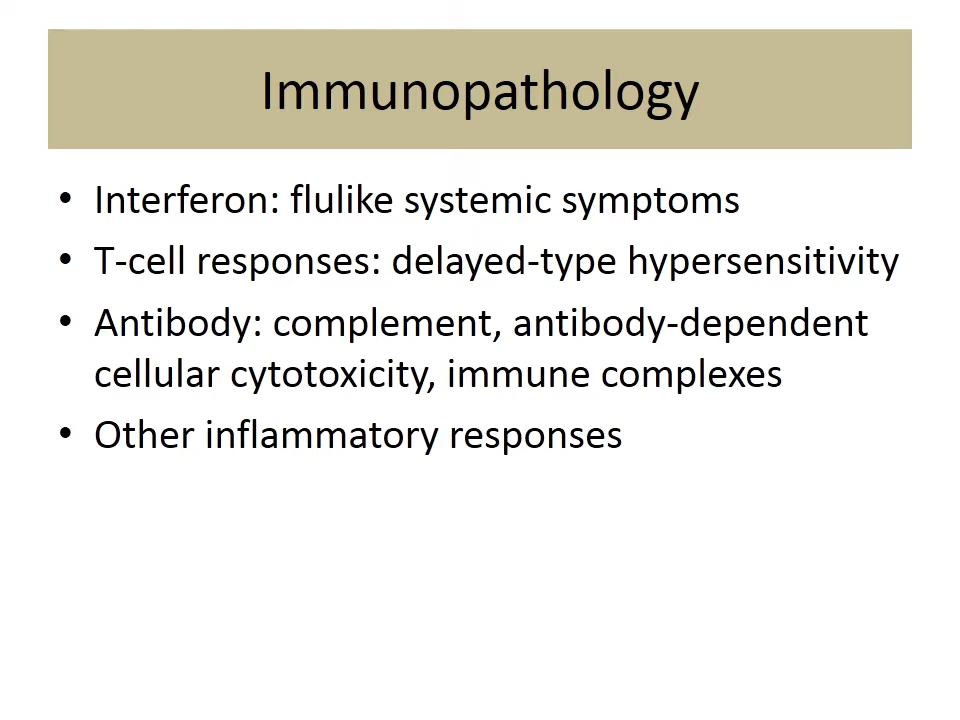 Immunopathology
• Interferon: flulike systemic symptoms
• T-cell responses: delayed-type hypersensitivity
• Antibody: complement, antibody-dependent
cellular cytotoxicity, immune complexes
• Other inflammatory responses